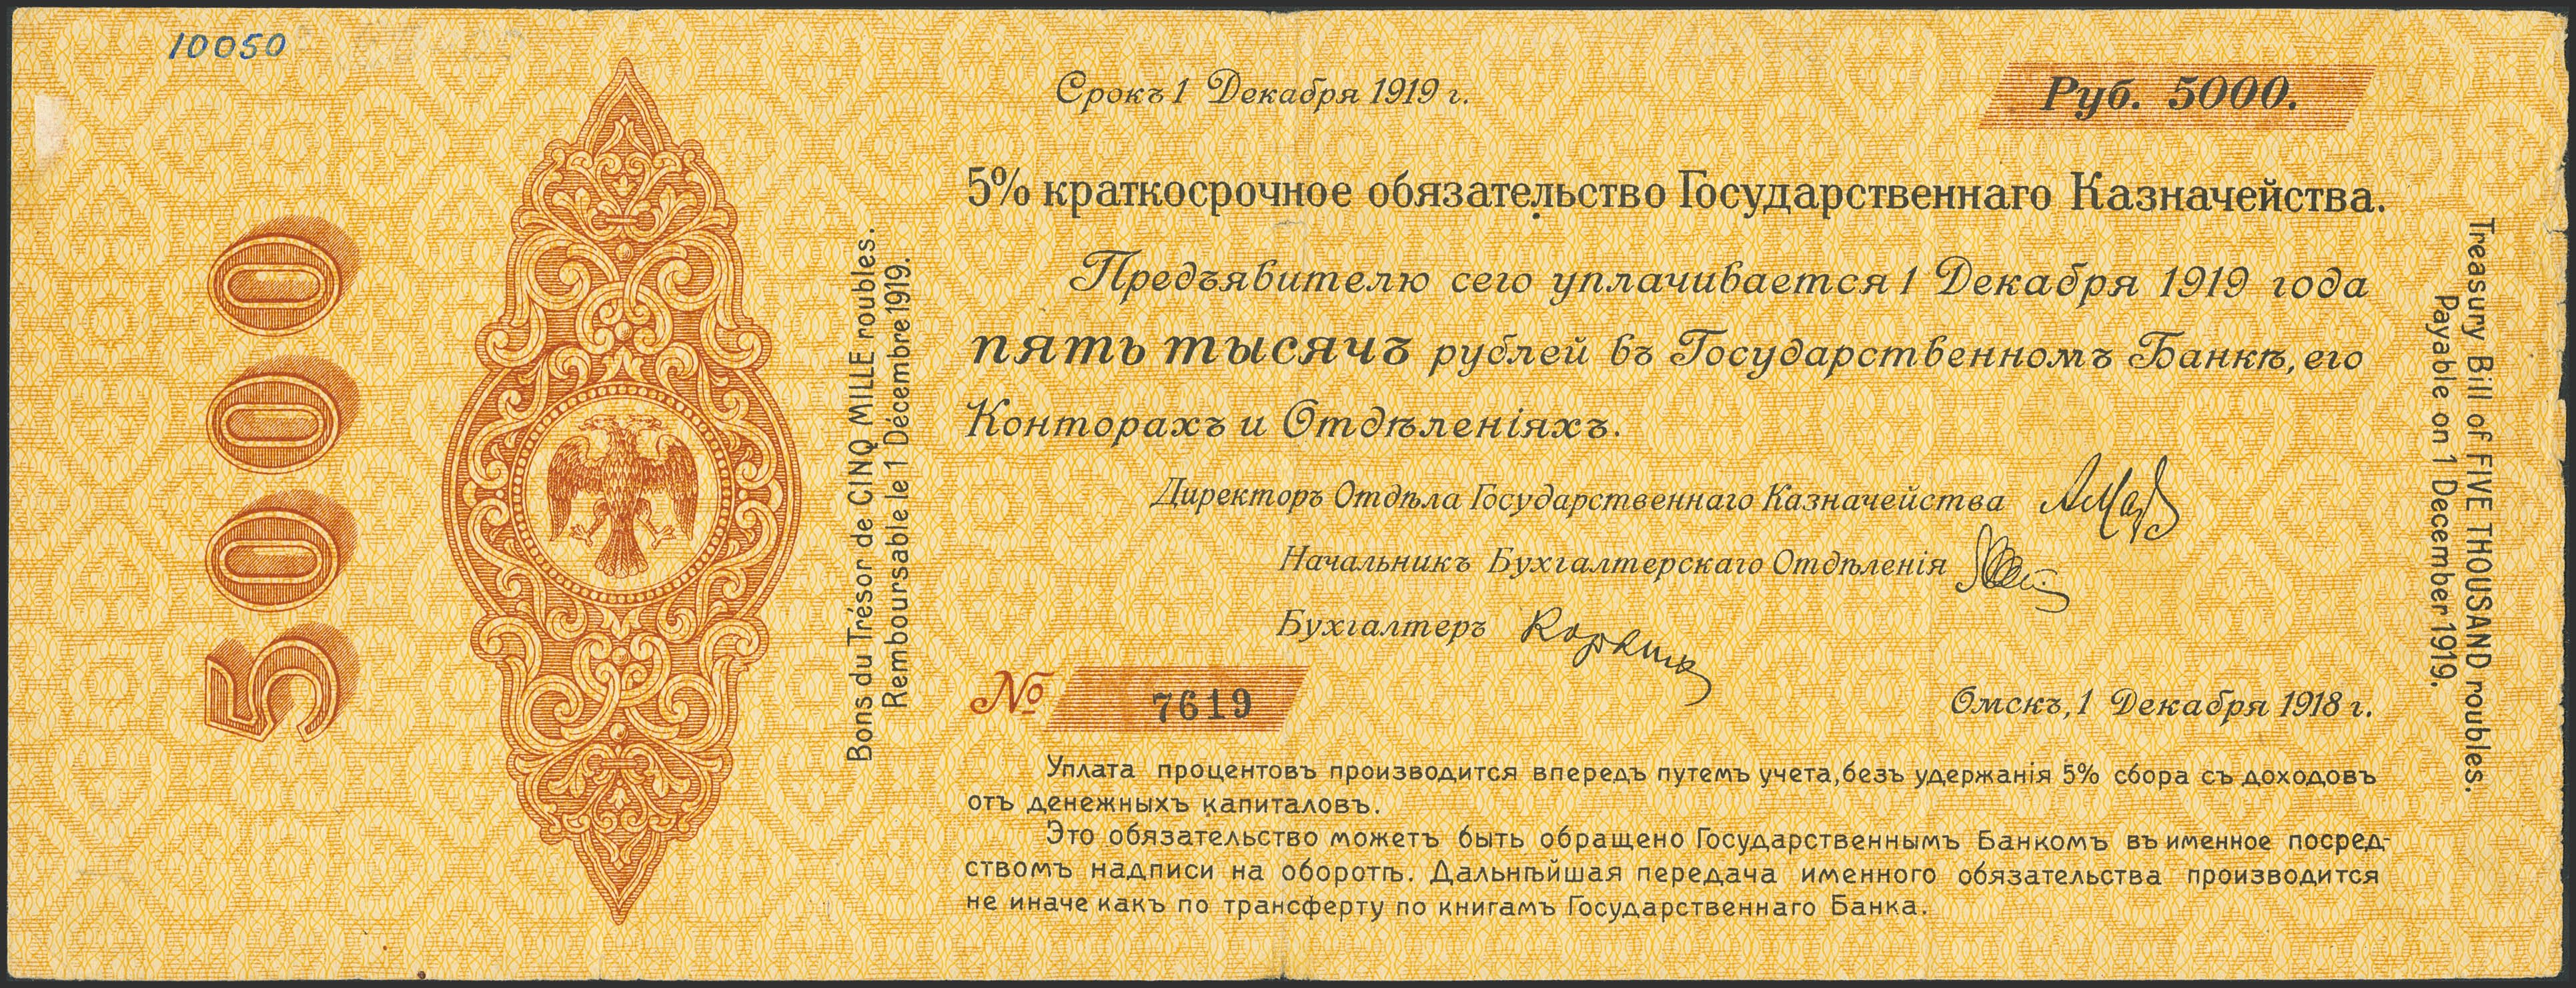 10050
5000
Bons du Trésor de CINQ MILLE roubles.
Remboursable le 1 Décembre 1919.
Срокъ 1 Декабря 1919 г.
Руб. 5000.
5% краткосрочное обязательство Государственнаго Казначейства.
Предъявителю сего уплачивается 1 Декабря 1919 года
пять тысячъ рублей въ Государственномъ Банкѣ, его
Конторахъ и Отдѣленіяхъ.
Директоръ Отдѣла Государственнаго Казначейства
Начальникъ Бухгалтерскаго Отдѣленія
Бухгалтеръ
№ 7619
Омскъ, 1 Декабря 1918 г.
Уплата процентовъ производится впередъ путемъ учета, безъ удержанія 5% сбора съ доходовъ
отъ денежныхъ капиталовъ.
Это обязательство можетъ быть обращено Государственнымъ Банкомъ въ именное посред-
ствомъ надписи на оборотѣ. Дальнѣйшая передача именного обязательства производится
не иначе какъ по трансферту по книгамъ Государственнаго Банка.
Treasury Bill of FIVE THOUSAND roubles.
Payable on 1 December 1919.